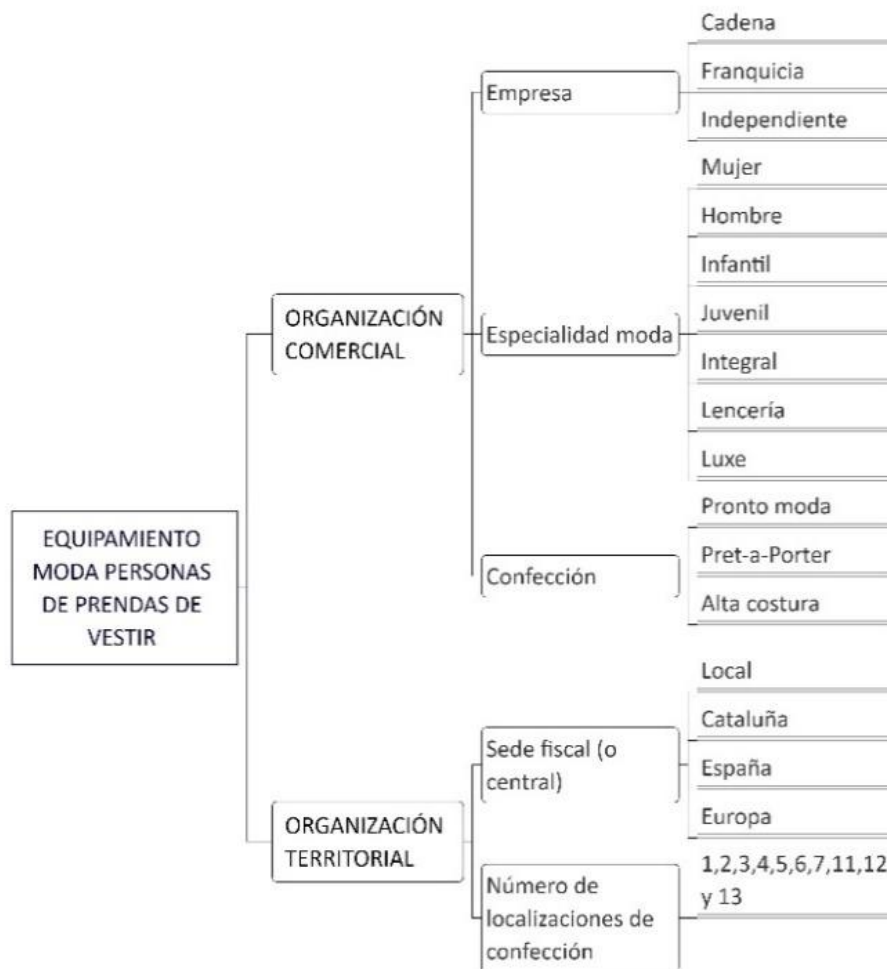 EQUIPAMIENTO
MODA PERSONAS
DE PRENDAS DE
VESTIR
ORGANIZACIÓN
COMERCIAL
Empresa
Cadena
Franquicia
Independiente
Especialidad moda
Mujer
Hombre
Infantil
Juvenil
Integral
Lencería
Luxe
Confección
Pronto moda
Pret-a-Porter
Alta costura
ORGANIZACIÓN
TERRITORIAL
Sede fiscal (o
central)
Local
Cataluña
España
Europa
Número de
localizaciones de
confección
1,2,3,4,5,6,7,11,12
y 13